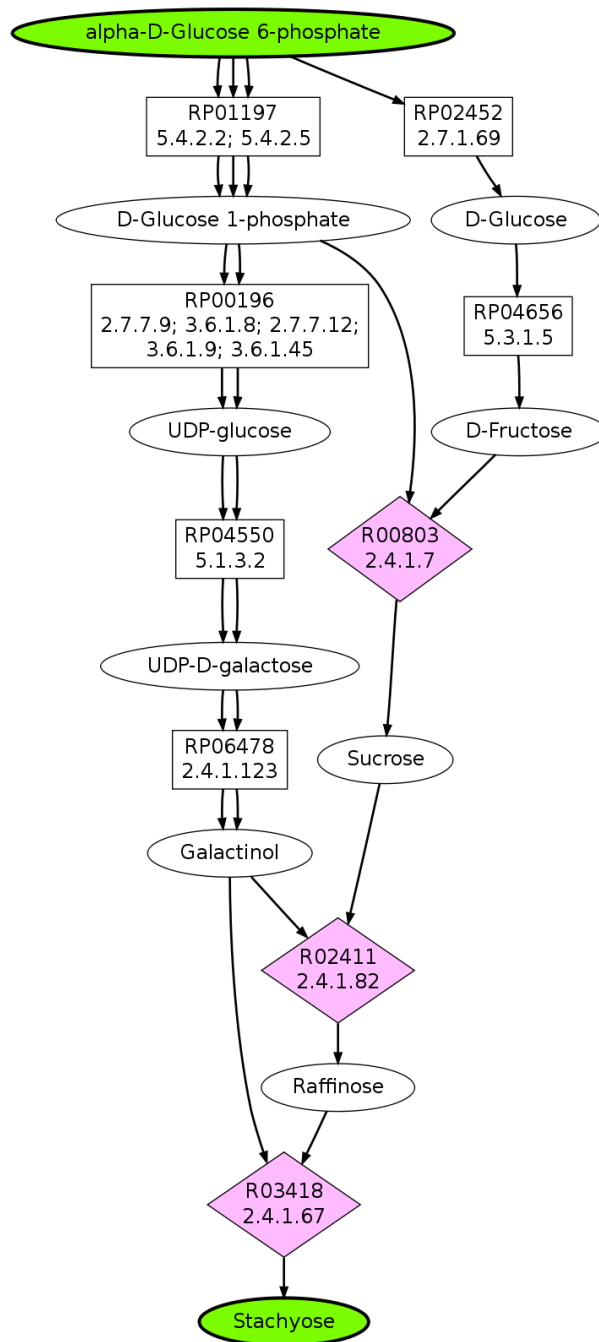 alpha-D-Glucose 6-phosphate
RP01197
5.4.2.2; 5.4.2.5
RP02452
2.7.1.69
D-Glucose 1-phosphate
D-Glucose
RP00196
2.7.7.9; 3.6.1.8; 2.7.7.12;
3.6.1.9; 3.6.1.45
RP04656
5.3.1.5
UDP-glucose
D-Fructose
RP04550
5.1.3.2
R00803
2.4.1.7
UDP-D-galactose
RP06478
2.4.1.123
Sucrose
Galactinol
R02411
2.4.1.82
Raffinose
R03418
2.4.1.67
Stachyose